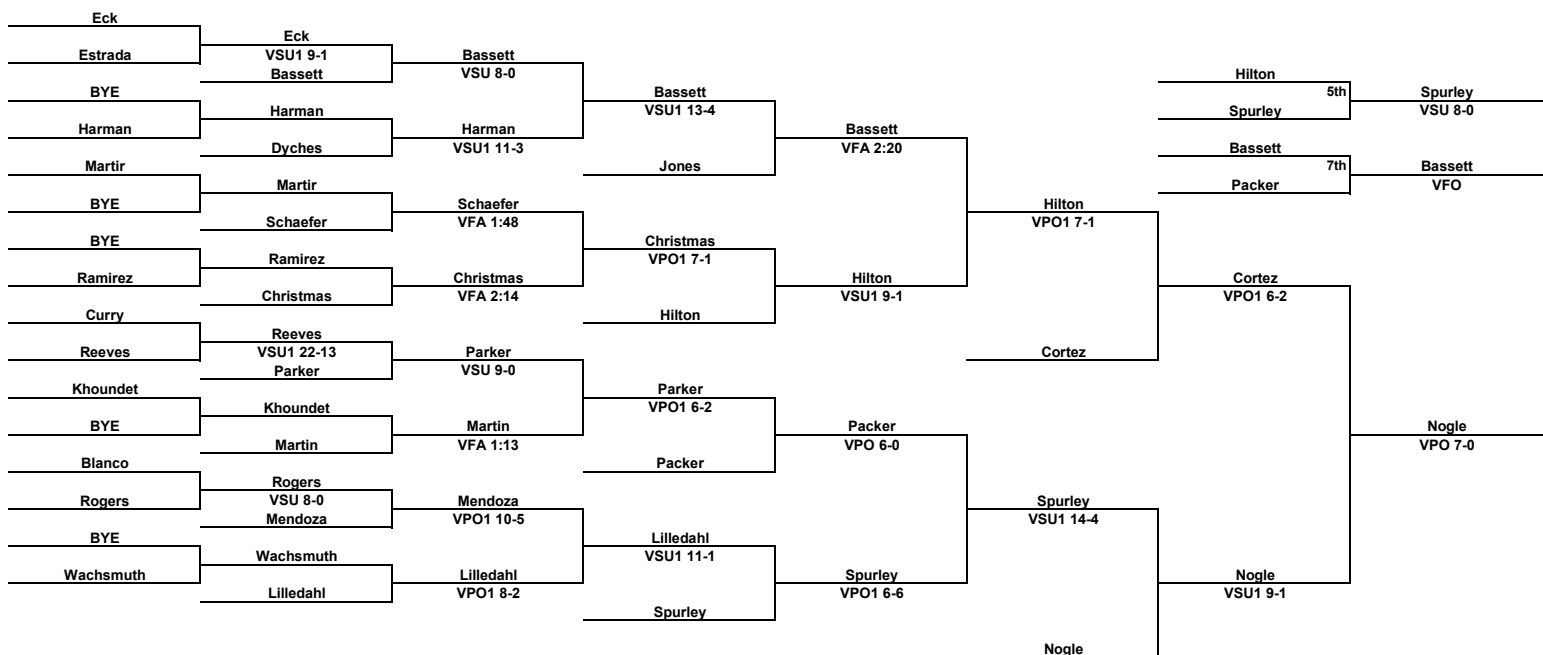 Eck
Estrada
BYE
Harman
Martir
BYE
BYE
Ramirez
Curry
Reeves
Khoundet
BYE
Blanco
Rogers
BYE
Wachsmuth
Eck
VSU1 9-1
Bassett
Harman
Dyches
Martir
Schaefer
Ramirez
Christmas
Reeves
VSU1 22-13
Parker
Khoundet
Martin
Rogers
VSU 8-0
Mendoza
Wachsmuth
Lilledahl
Bassett
VSU 8-0
Harman
VSU1 11-3
Schaefer
VFA 1:48
Christmas
VFA 2:14
Parker
VSU 9-0
Martin
VFA 1:13
Mendoza
VPO1 10-5
Lilledahl
VPO1 8-2
Bassett
VSU1 13-4
Jones
Christmas
VPO1 7-1
Hilton
Parker
VPO1 6-2
Packer
Lilledahl
VSU1 11-1
Spurley
Bassett
VFA 2:20
Hilton
VSU1 9-1
Packer
VPO 6-0
Spurley
VPO1 6-6
Hilton
VPO1 7-1
Cortez
Spurley
VSU1 14-4
Nogle
Hilton
5th
Spurley
Bassett
7th
Packer
Cortez
VPO1 6-2
Nogle
VSU1 9-1
Spurley
VSU 8-0
Bassett
VFO
Nogle
VPO 7-0